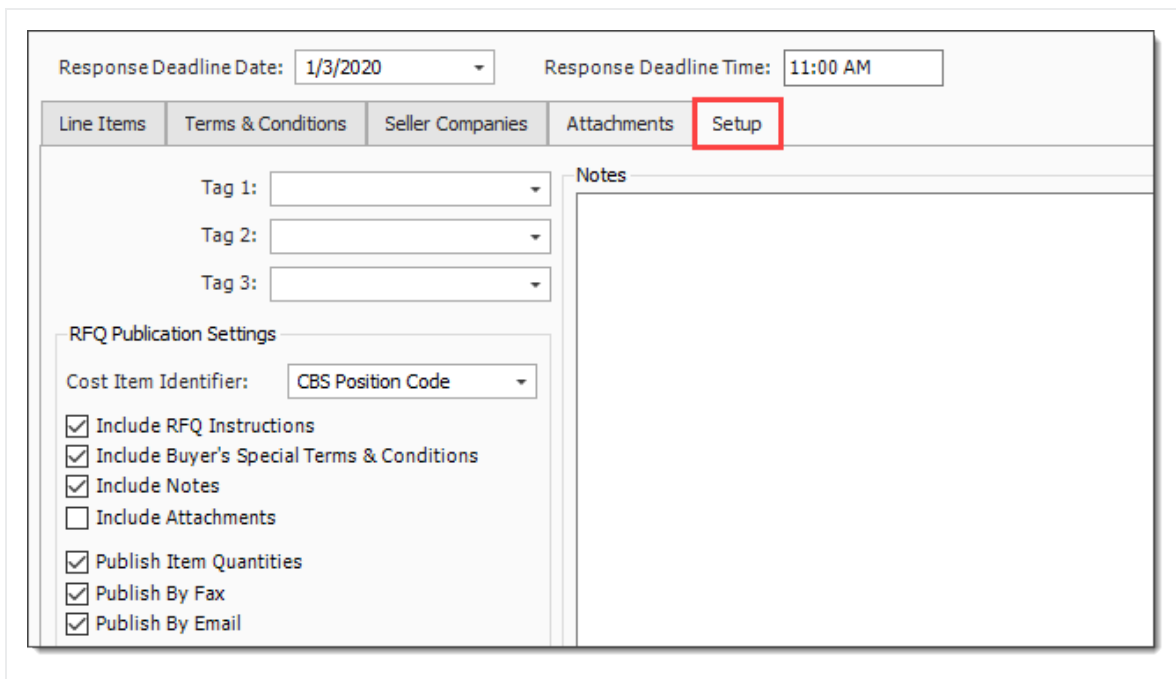 Response Deadline Date: 1/3/2020 Response Deadline Time: 11:00 AM
Line Items Terms & Conditions Seller Companies Attachments Setup
Tag 1:
Tag 2:
Tag 3:
Notes
RFQ Publication Settings
Cost Item Identifier: CBS Position Code
Include RFQ Instructions
Include Buyer's Special Terms & Conditions
Include Notes
Include Attachments
Publish Item Quantities
Publish By Fax
Publish By Email